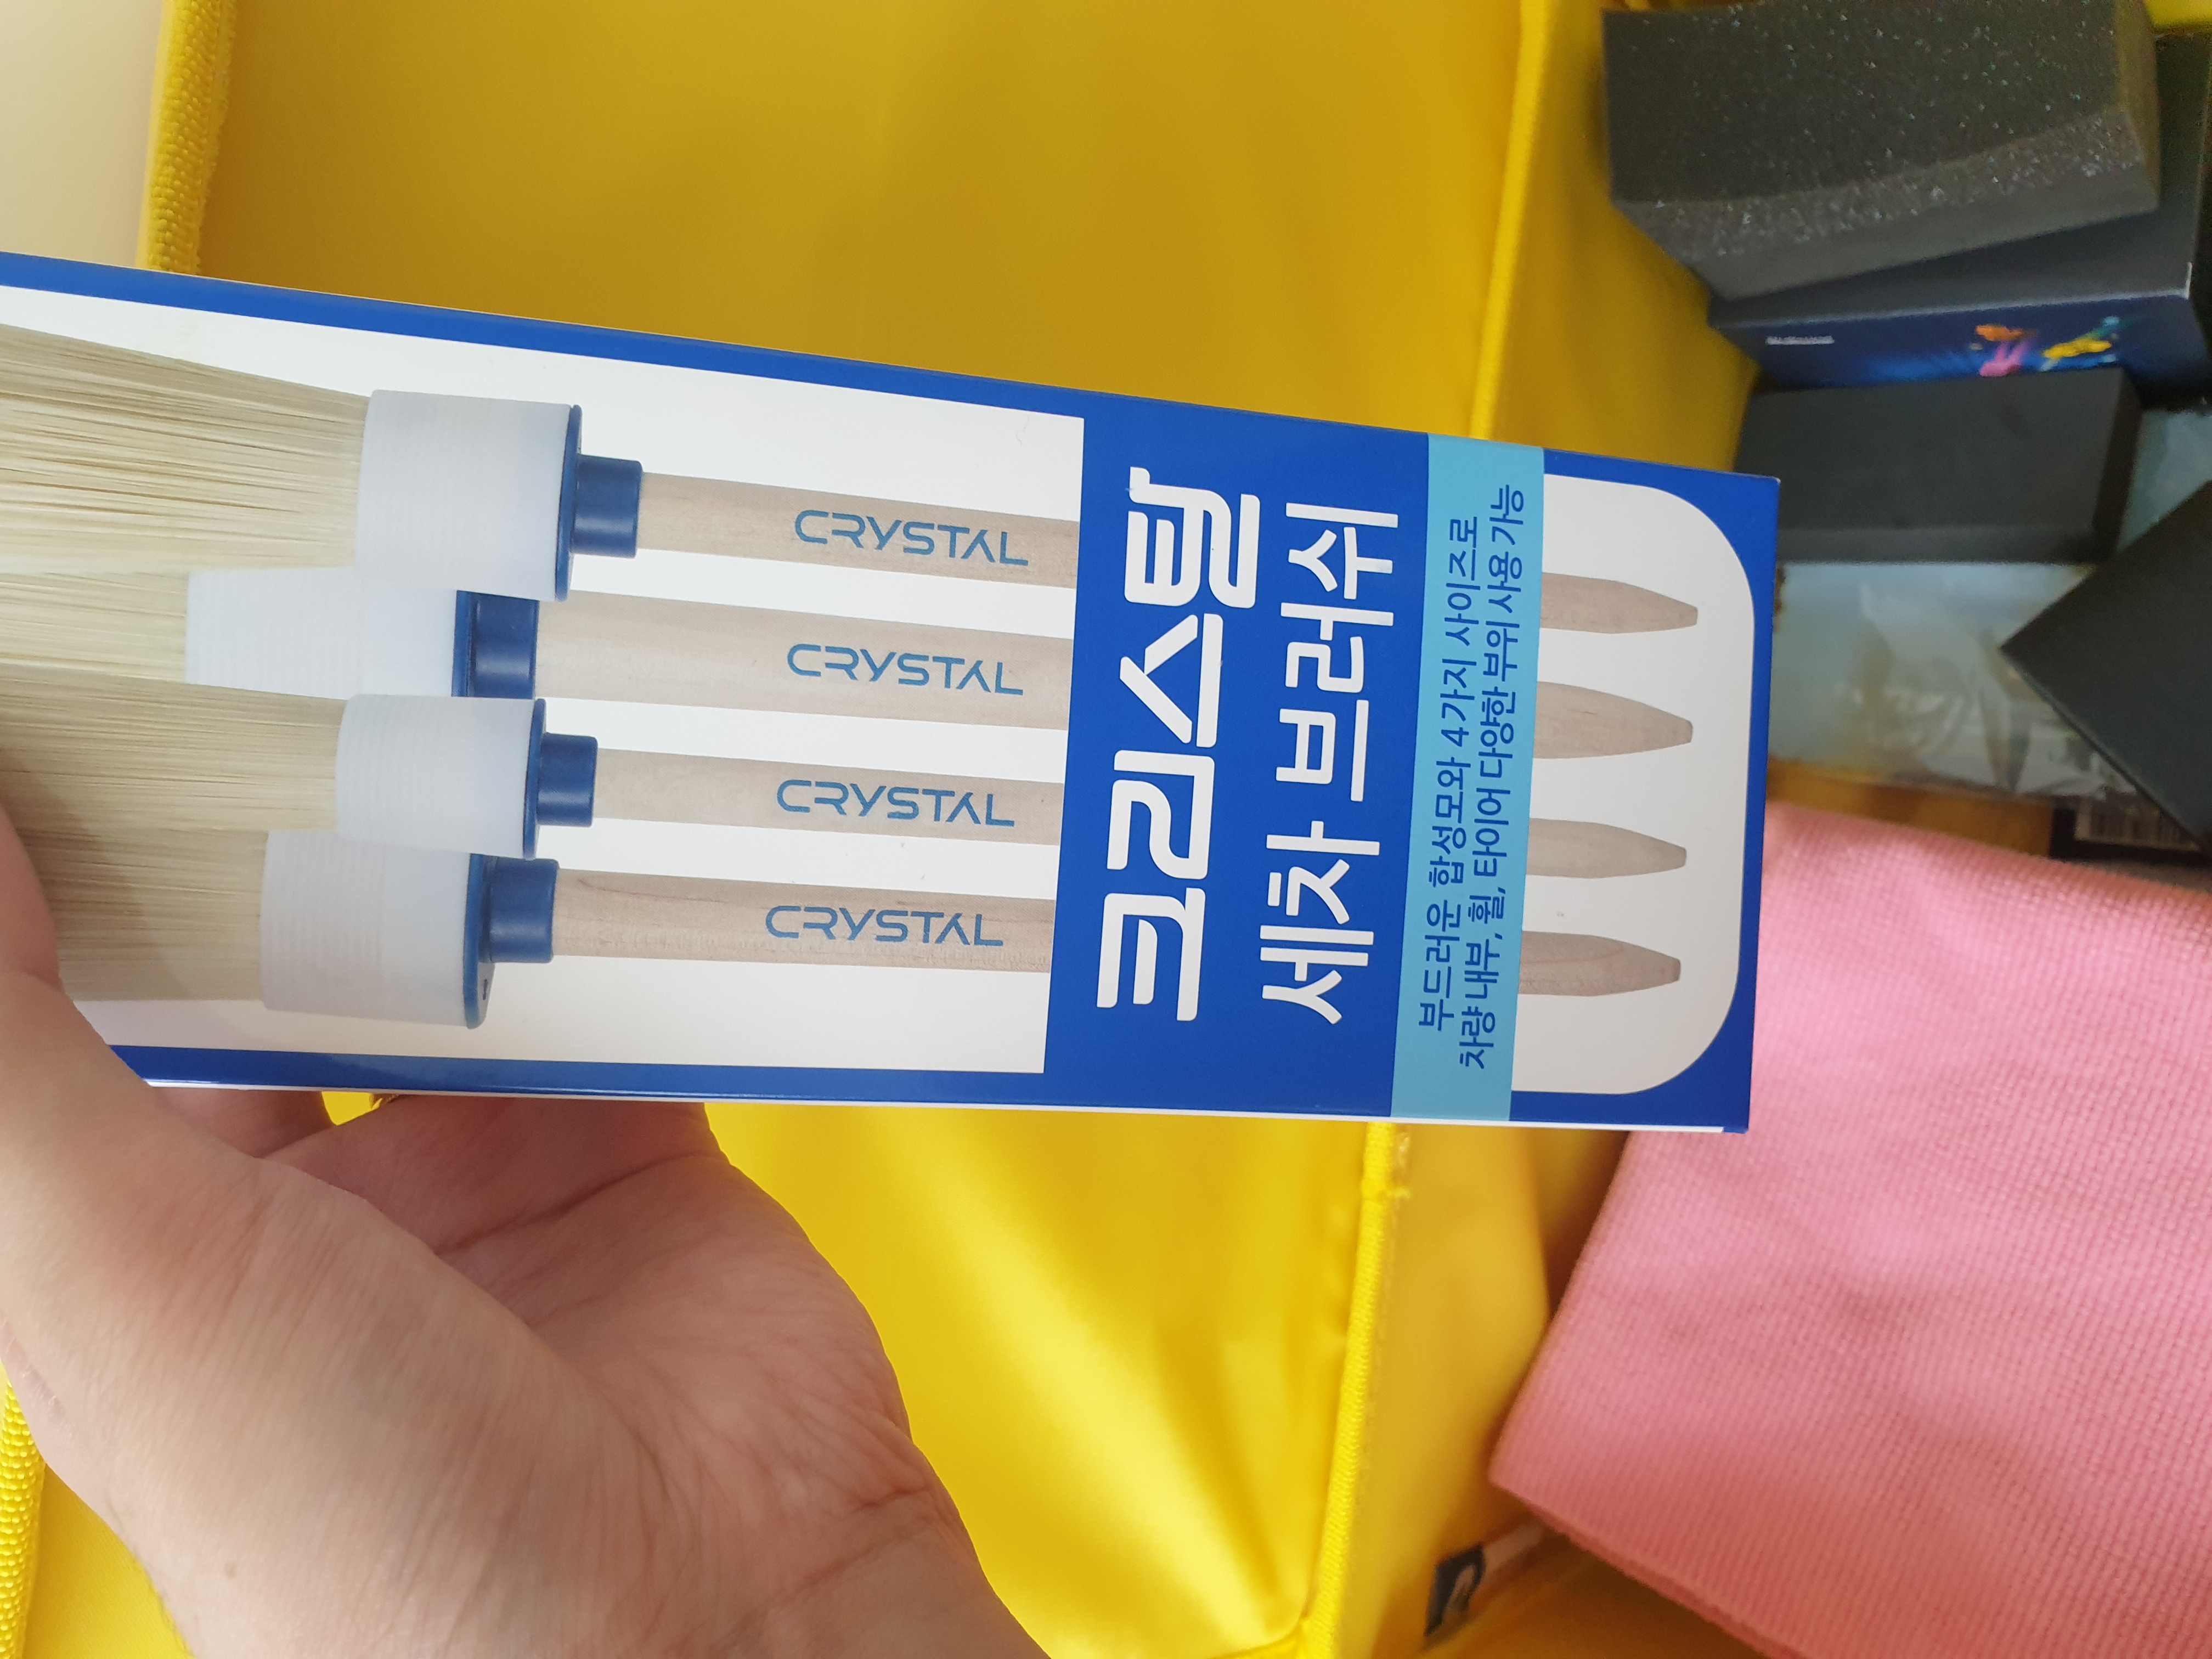 CRYSTAL
CRYSTAL
CRYSTAL
CRYSTAL
크리스탈
세차 브러쉬
부드러운 합성모와 4가지 사이즈로
차량 내부, 휠, 타이어 다양한 부위 사용 가능